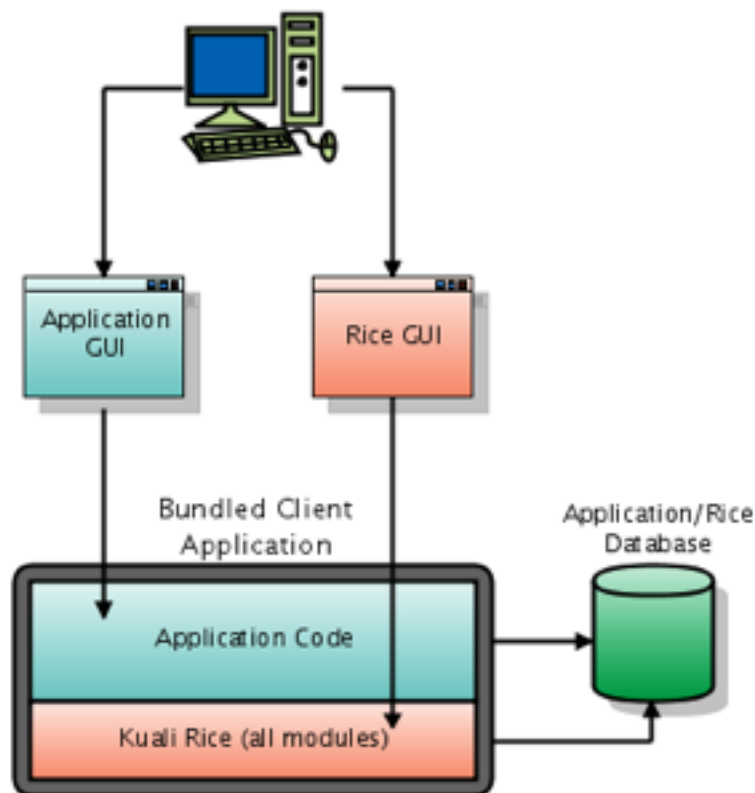 Application
GUI
Rice GUI
Bundled Client
Application
Application/Rice
Database
Application Code
Kuali Rice (all modules)